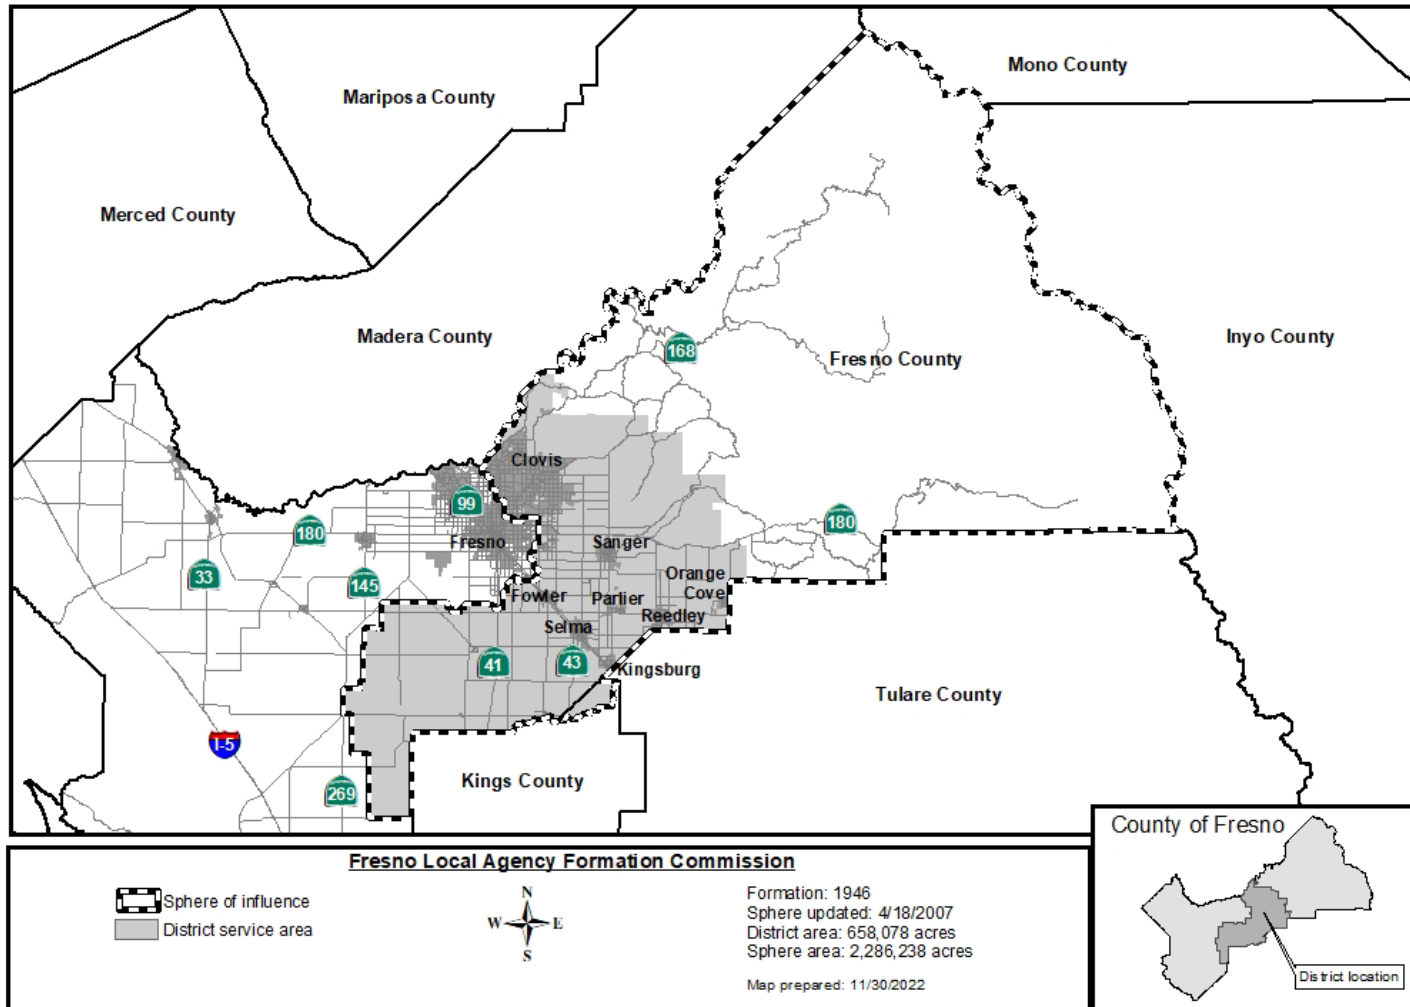 Mono County
Mariposa County
Merced County
Madera County
Inyo County
168
Fresno County
Clovis
99
180
180
Fresno
Sanger
33
145
Orange
Cove
Fowler
Parlier
Reedley
Selma
41
43
Kingsburg
Tulare County
I-5
Kings County
269
County of Fresno
District location
Fresno Local Agency Formation Commission
Sphere of influence
District service area
N
W
E
S
Formation: 1946
Sphere updated: 4/18/2007
District area: 658,078 acres
Sphere area: 2,286,238 acres
Map prepared: 11/30/2022